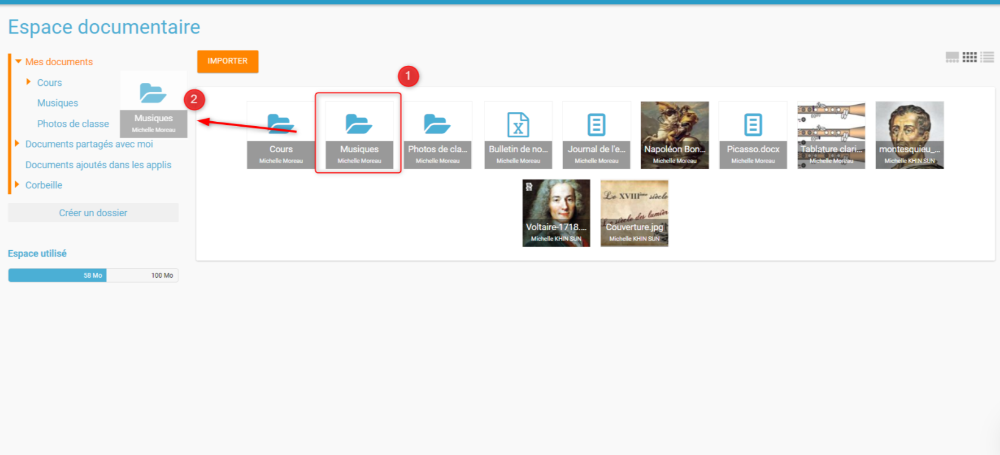 Espace documentaire
Mes documents
Cours
Musiques
Photos de classe
Documents partagés avec moi
Documents ajoutés dans les applis
Corbeille
Créer un dossier
Espace utilisé
58 Mo
100 Mo
Musiques
Michelle Moreau
2
IMPORTER
1
Cours
Michelle Moreau
Musiques
Michelle Moreau
Photos de cla...
Michelle Moreau
Bulletin de no...
Michelle Moreau
Journal de l'e...
Michelle Moreau
Napoléon Bon...
Michelle Moreau
Picasso.docx
Michelle Moreau
Tablature clari...
Michelle Moreau
montesquieu_...
Michelle KHIN SUN
Voltaire-1718....
Michelle KHIN SUN
Le XVIIIème siècle
Le siècle des lumièr
Couverture.jpg
Michelle KHIN SUN